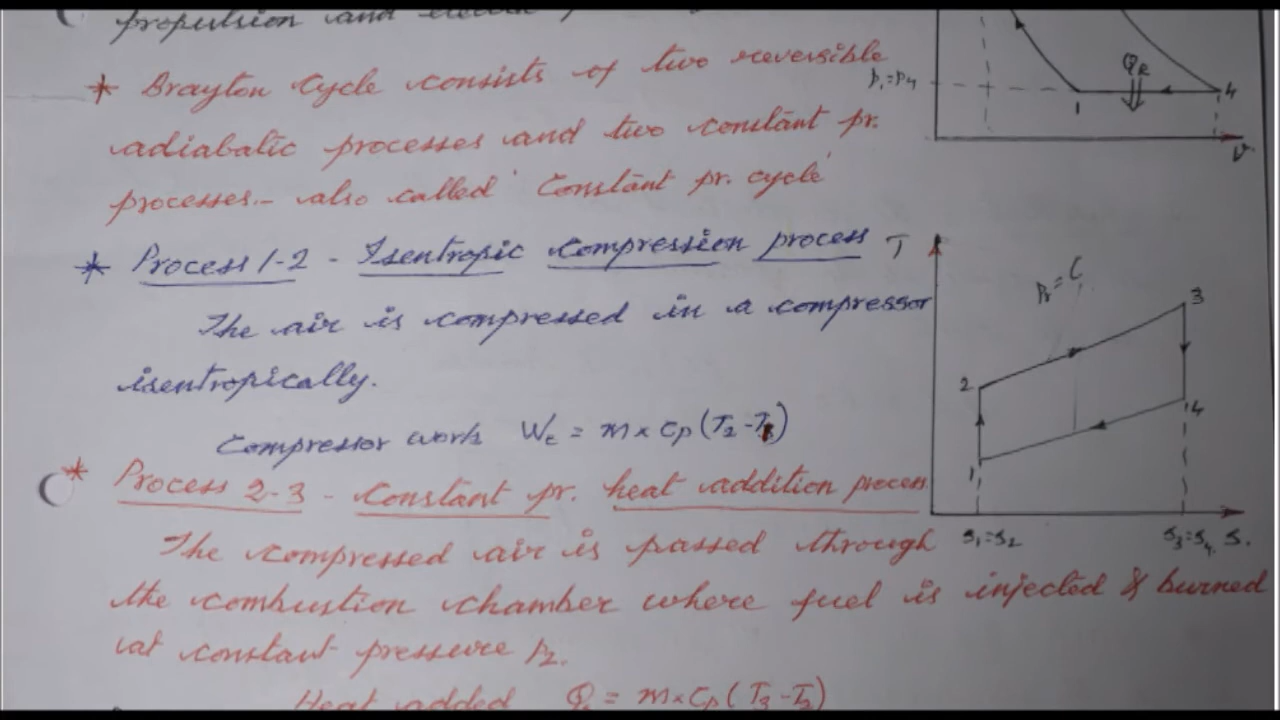 propulsion and
* Brayton Cycle consists of two reversible
adiabatic processes and two constant pr.
processes.- also called 'Constant pr. cycle'
* Process 1-2 - Isentropic compression process
The air is compressed in a compressor
isentropically.
Compressor work Wc = m x Cp (T2 - T1)
* Process 2-3 - Constant pr. heat addition process
The compressed air is passed through
the combustion chamber where fuel is injected & burned
at constant pressure p2.
Heat added Qs = m x Cp (T3 - T2)
p1 = p4
QR
1
4
v
T
pr = C
3
2
4
1
s1 = s2
s3 = s4
s.